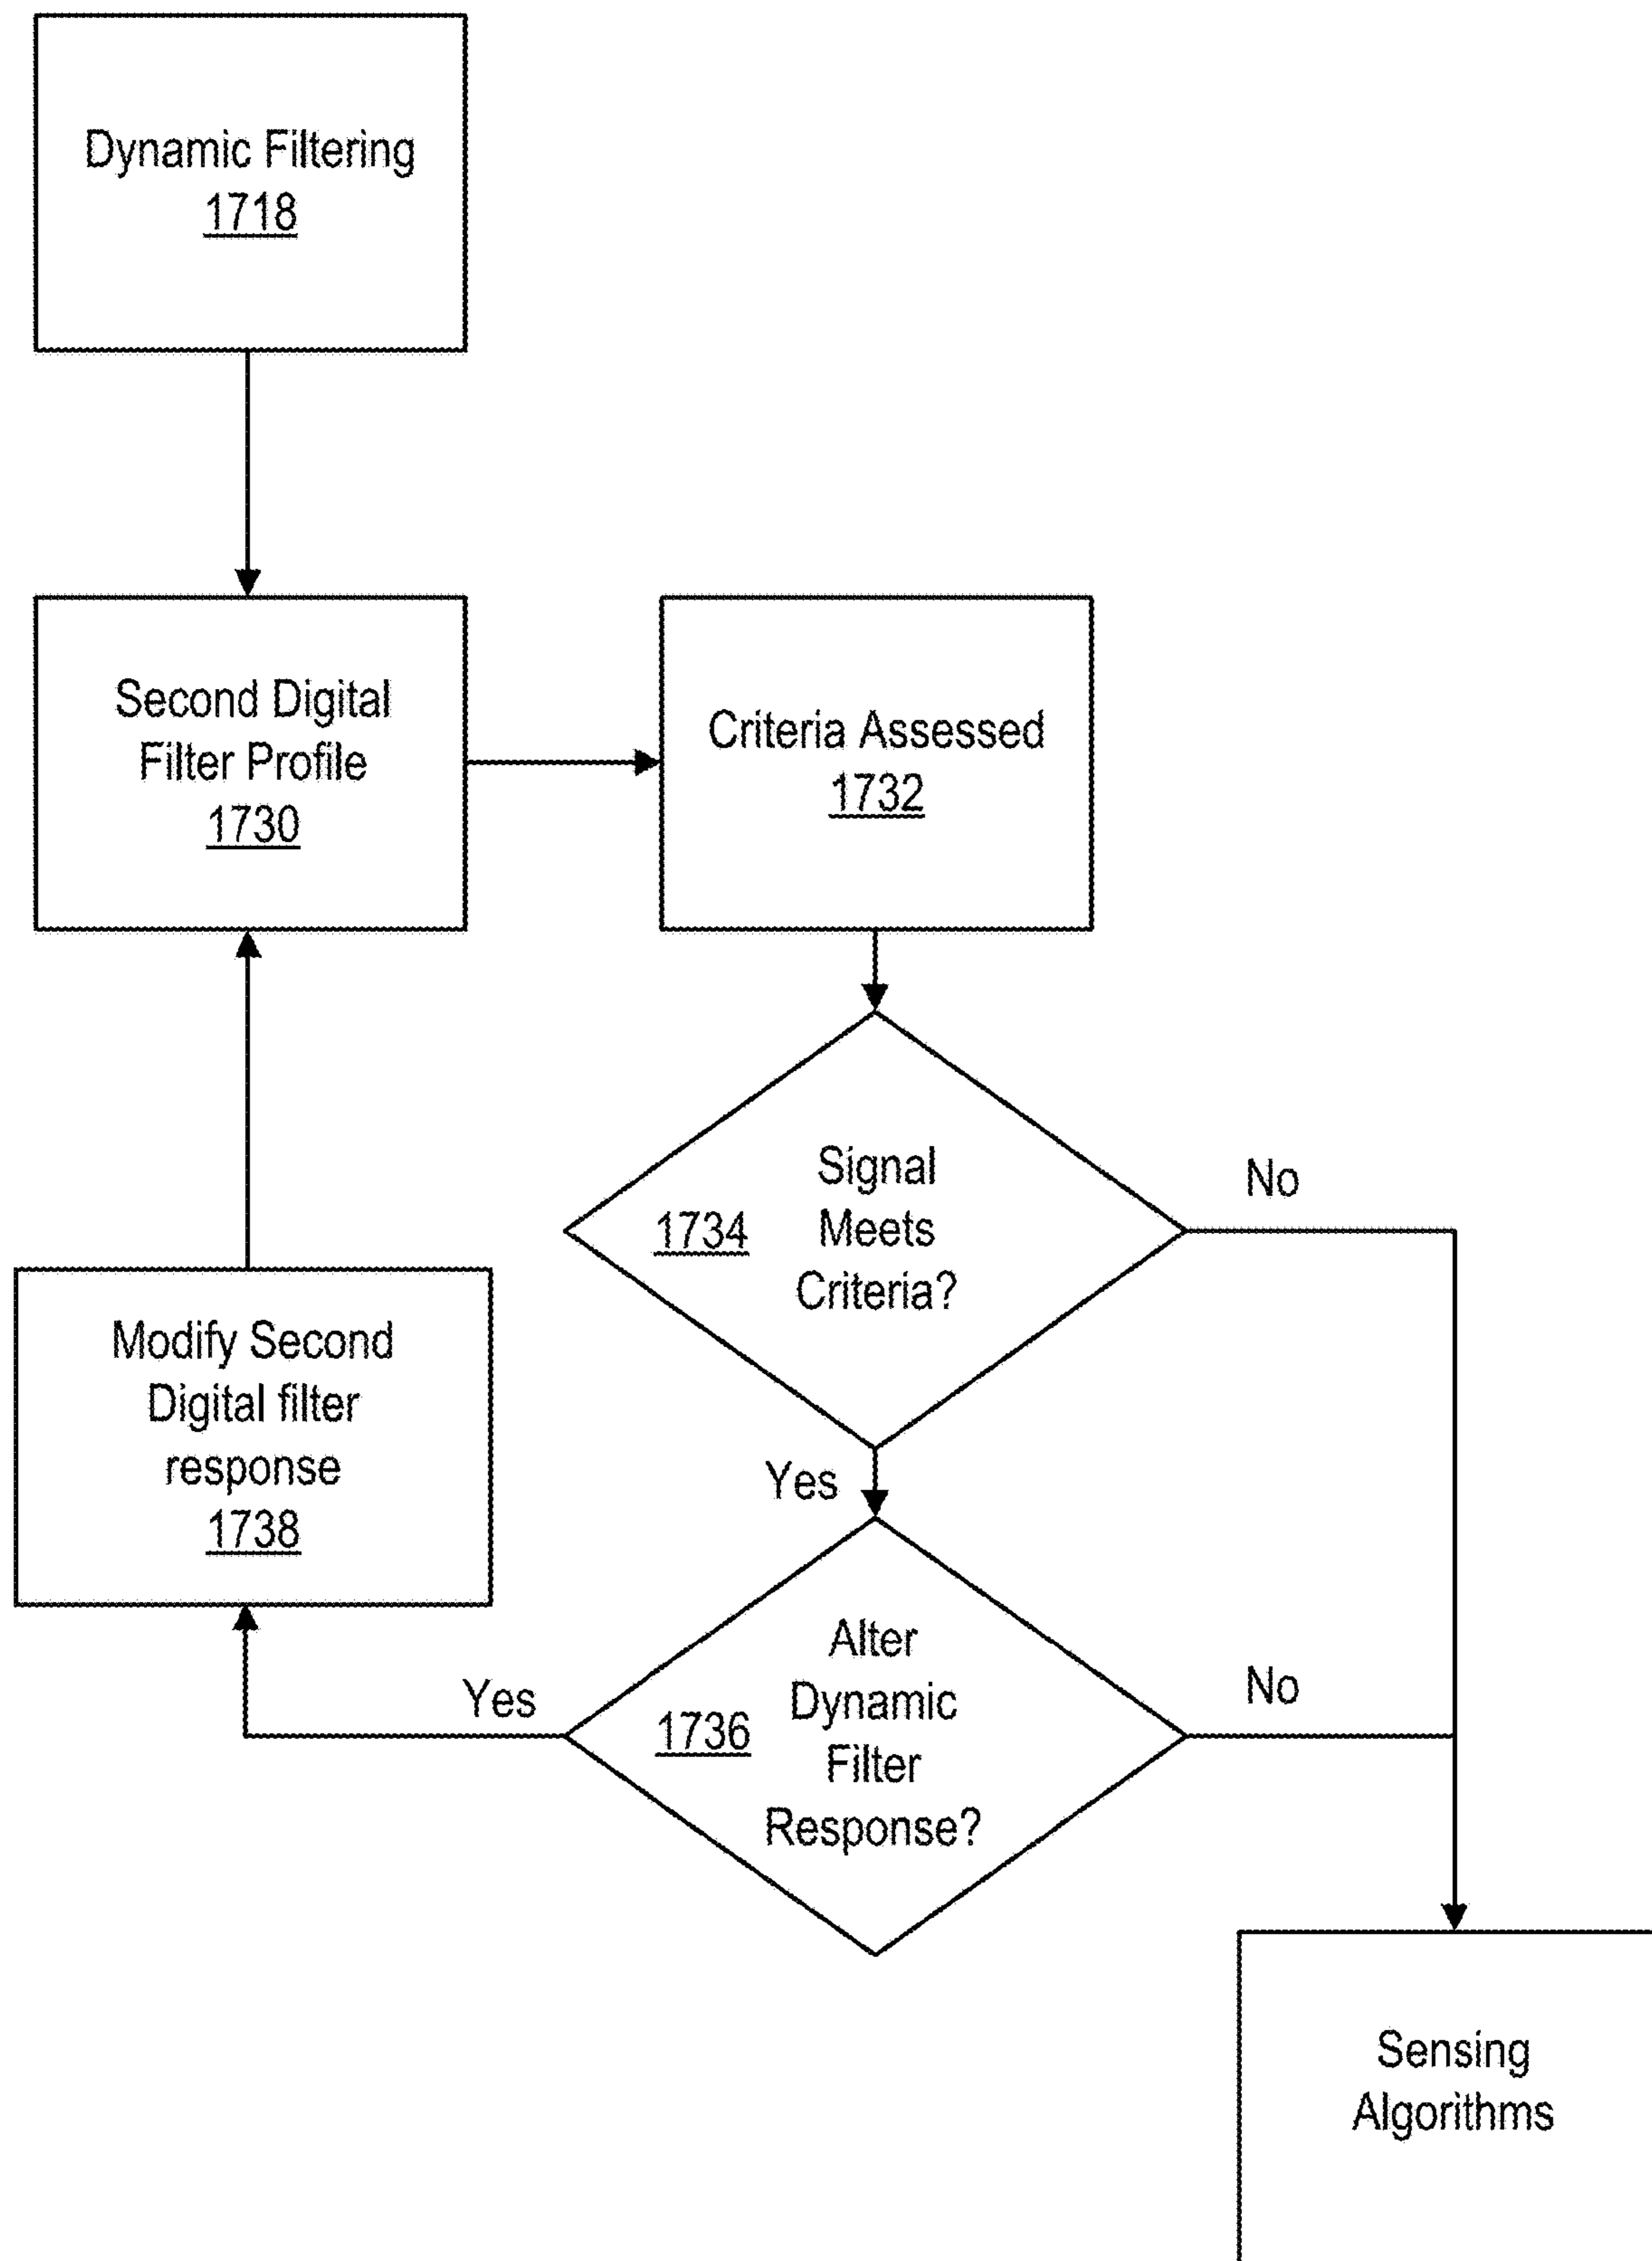 Dynamic Filtering
1718
Second Digital
Filter Profile
1730
Criteria Assessed
1732
Signal
Meets
Criteria?
1734
No
Yes
Modify Second
Digital filter
response
1738
Alter
Dynamic
Filter
Response?
1736
Yes
No
Sensing
Algorithms